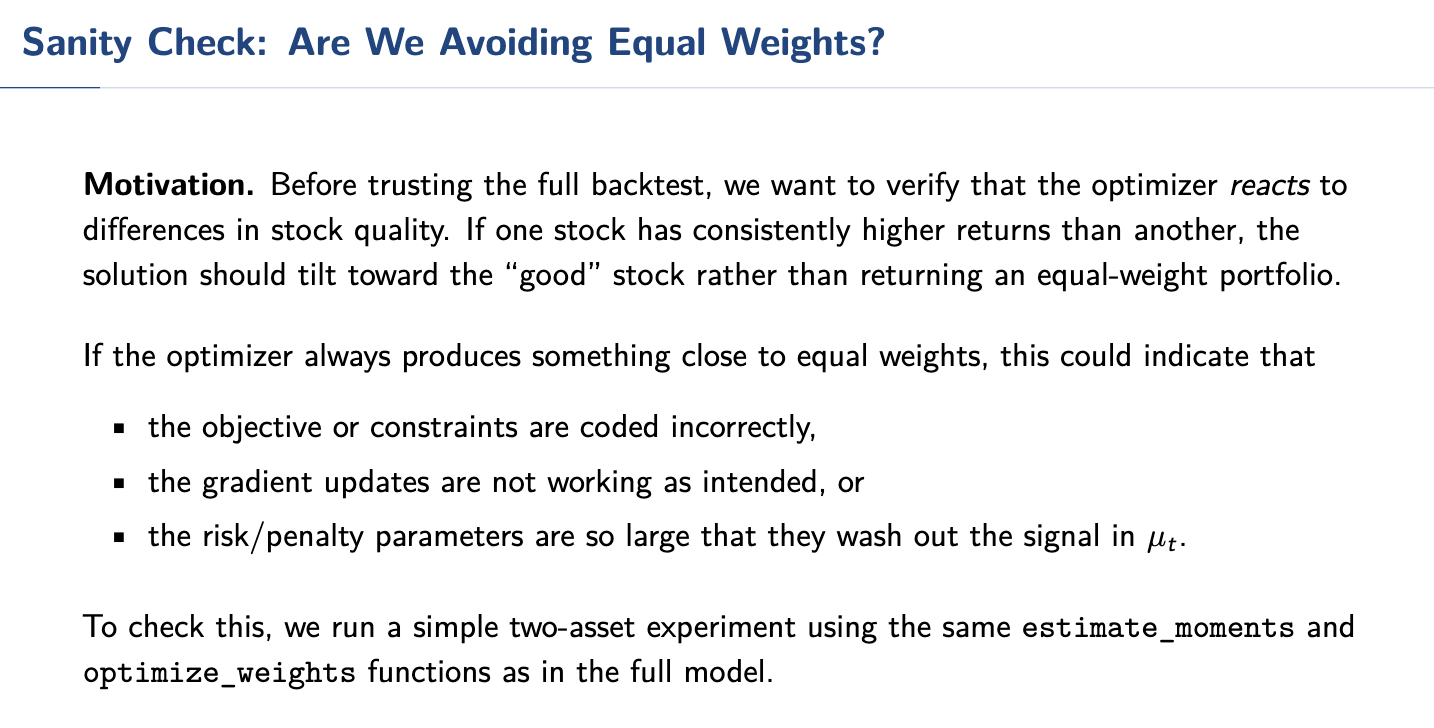 Sanity Check: Are We Avoiding Equal Weights?
Motivation. Before trusting the full backtest, we want to verify that the optimizer reacts to
differences in stock quality. If one stock has consistently higher returns than another, the
solution should tilt toward the “good” stock rather than returning an equal-weight portfolio.
If the optimizer always produces something close to equal weights, this could indicate that
▪ the objective or constraints are coded incorrectly,
▪ the gradient updates are not working as intended, or
▪ the risk/penalty parameters are so large that they wash out the signal in μₜ.
To check this, we run a simple two-asset experiment using the same estimate_moments and
optimize_weights functions as in the full model.